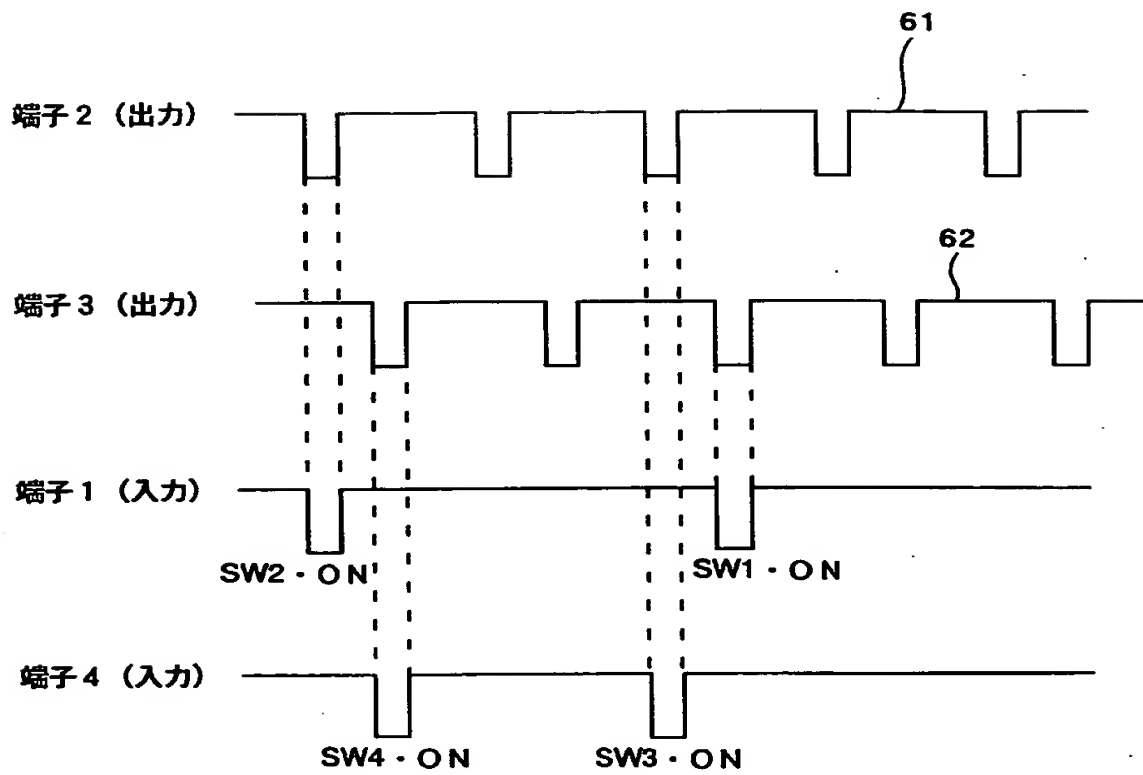 61
端子2（出力）
62
端子3（出力）
端子1（入力）
SW2・ON
SW1・ON
端子4（入力）
SW4・ON
SW3・ON